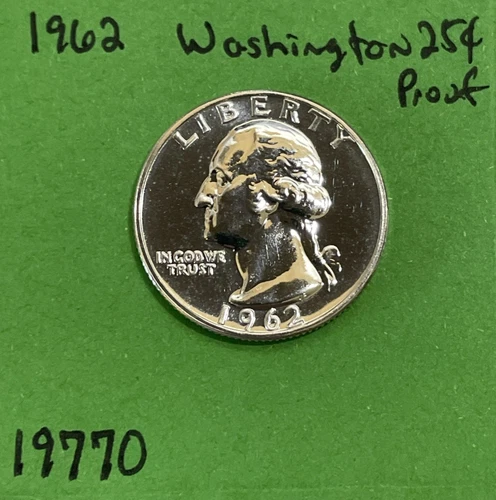 1962 Washington 25¢
Proof
LIBERTY
IN GOD WE
TRUST
1962
19770